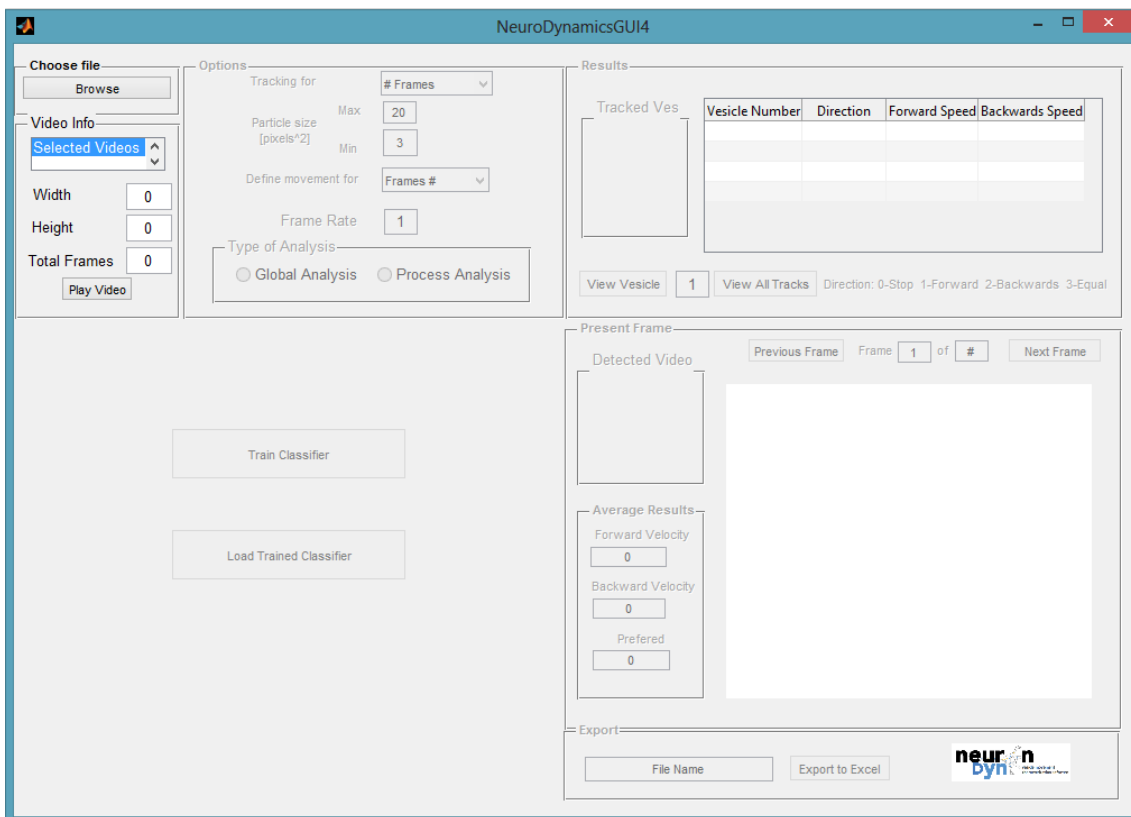 NeuroDynamicsGUI4
Choose file
Browse
Video Info
Selected Videos
Width 0
Height 0
Total Frames 0
Play Video
Options
Tracking for # Frames
Particle size
[pixels^2]
Max 20
Min 3
Define movement for Frames #
Frame Rate 1
Type of Analysis
Global Analysis Process Analysis
Train Classifier
Load Trained Classifier
Results
Tracked Ves
Vesicle Number Direction Forward Speed Backwards Speed
View Vesicle 1 View All Tracks Direction: 0-Stop 1-Forward 2-Backwards 3-Equal
Present Frame
Detected Video
Previous Frame Frame 1 of # Next Frame
Average Results
Forward Velocity
0
Backward Velocity
0
Prefered
0
Export
File Name Export to Excel
neuron
Dyn